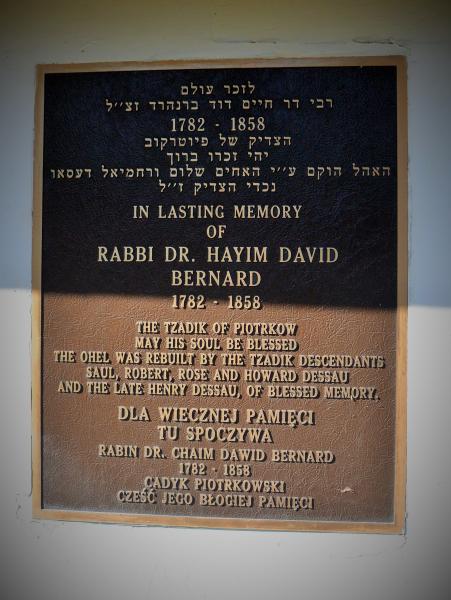 לזכר עולם
רבי דר חיים דוד ברנהרד זצ''ל
1782 - 1858
הצדיק של פיוטרקוב
יהי זכרו ברוך
האהל הוקם ע''י האחים שלום ורחמיאל דעסאו
נכדי הצדיק ז''ל
IN LASTING MEMORY
OF
RABBI DR. HAYIM DAVID
BERNARD
1782 - 1858
THE TZADIK OF PIOTRKOW
MAY HIS SOUL BE BLESSED
THE OHEL WAS REBUILT BY THE TZADIK DESCENDANTS
SAUL, ROBERT, ROSE AND HOWARD DESSAU
AND THE LATE HENRY DESSAU, OF BLESSED MEMORY.
DLA WIECZNEJ PAMIĘCI
TU SPOCZYWA
RABIN DR. CHAIM DAWID BERNARD
1782 - 1858
CADYK PIOTRKOWSKI
CZEŚĆ JEGO BŁOGIEJ PAMIĘCI